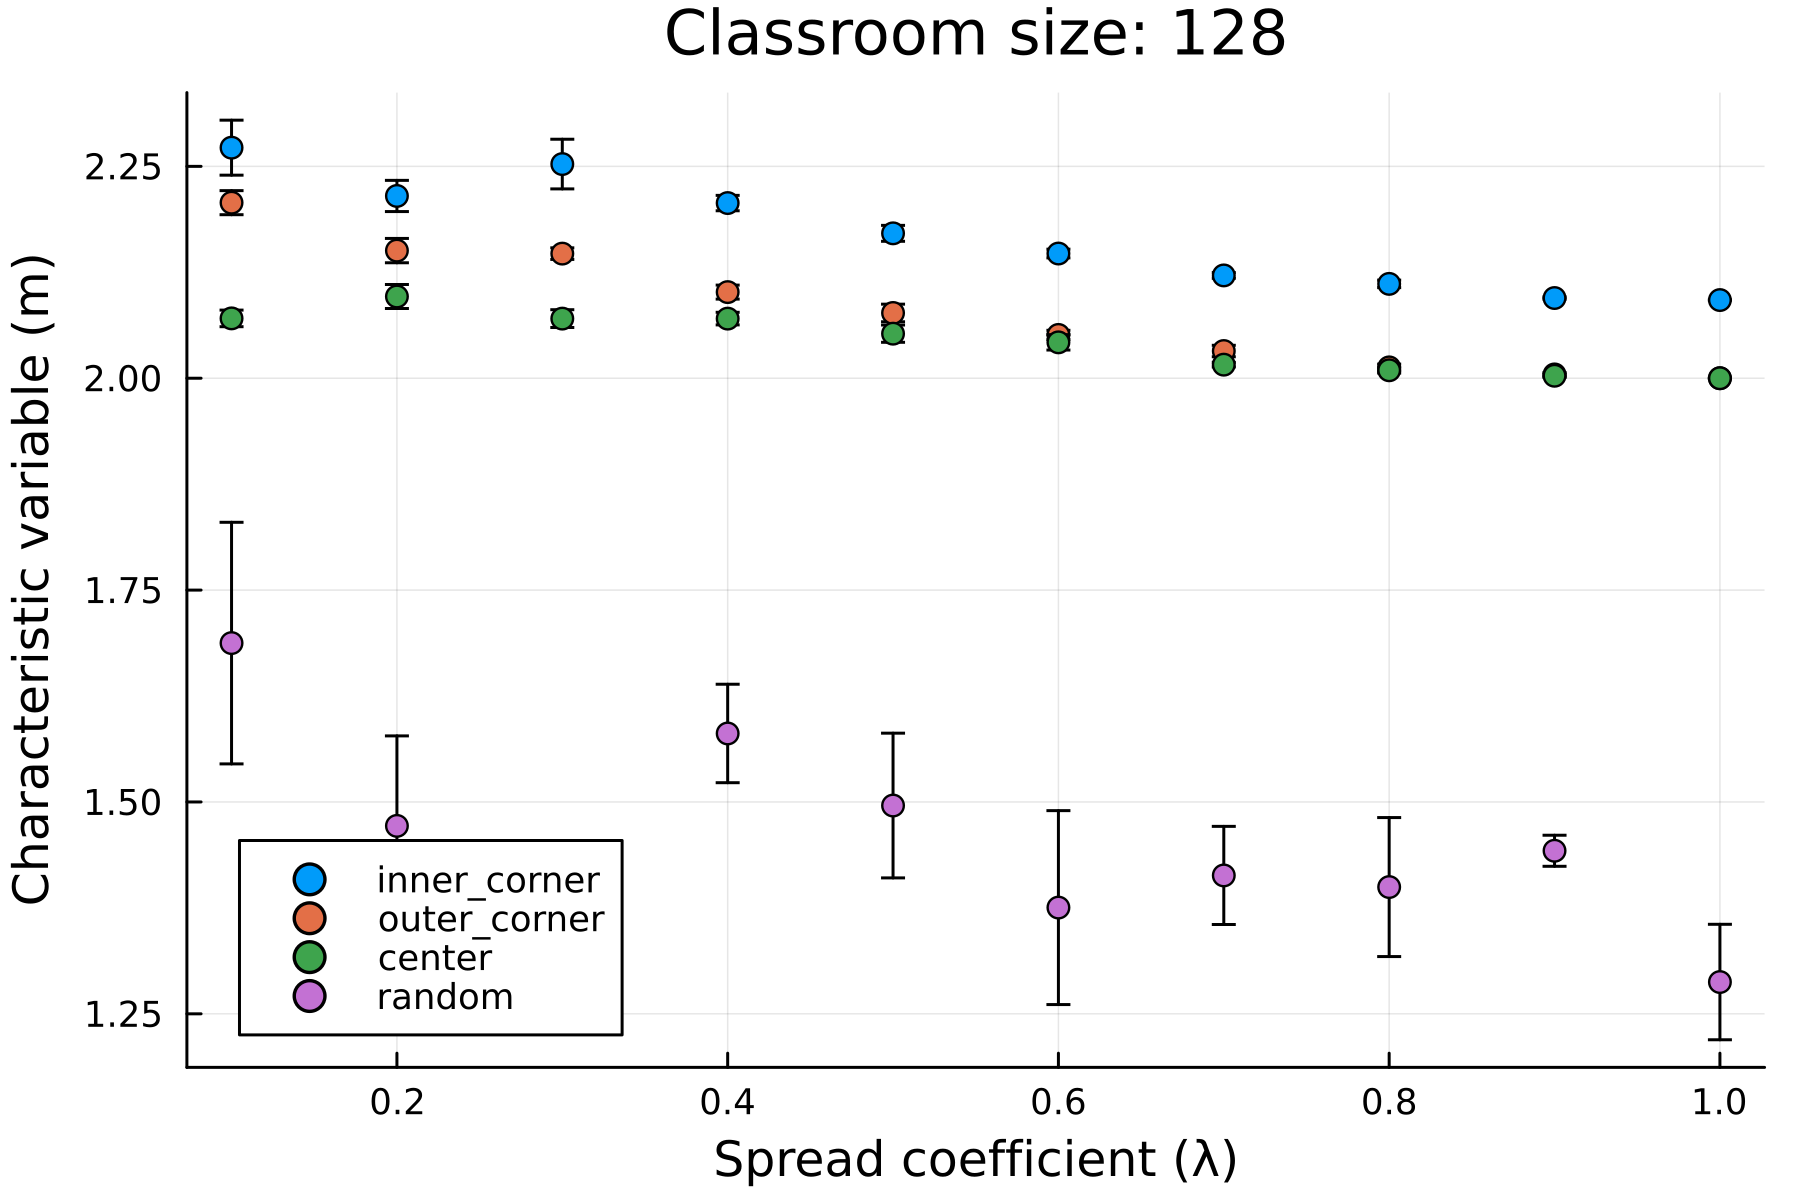 Classroom size: 128
Characteristic variable (m)
2.25
2.00
1.75
1.50
1.25
inner_corner
outer_corner
center
random
0.2 0.4 0.6 0.8 1.0
Spread coefficient (λ)